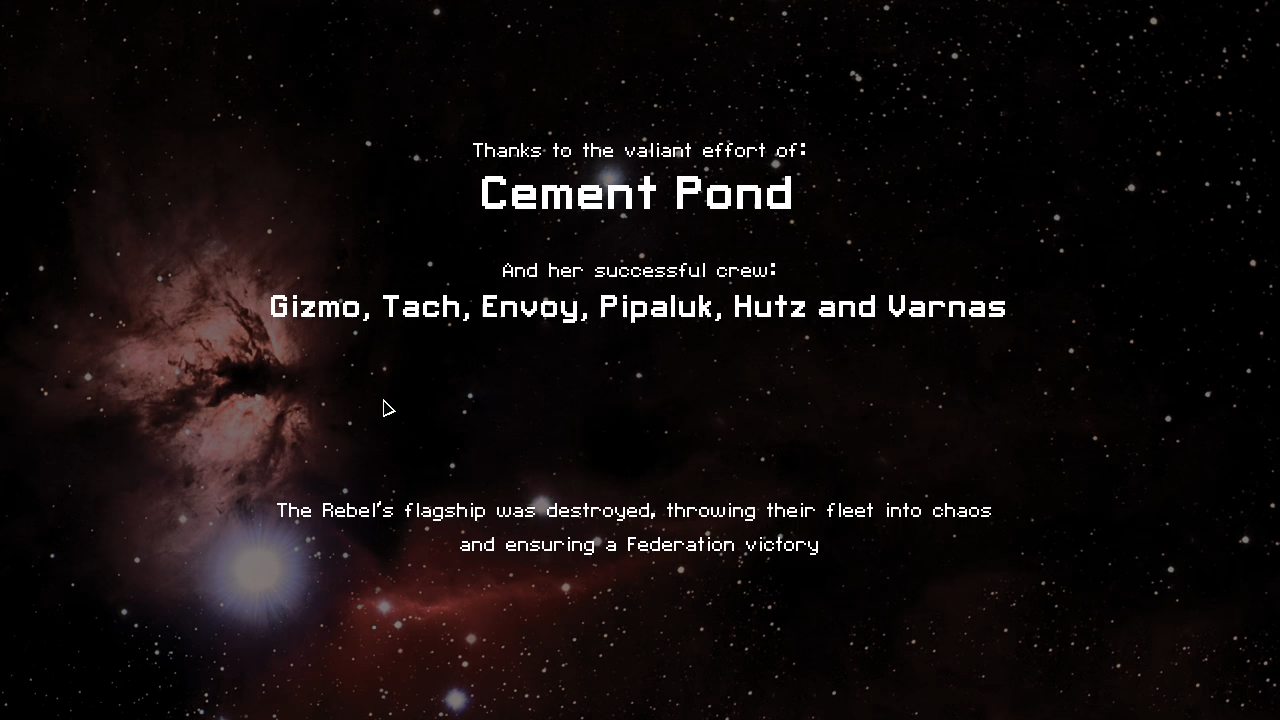 Thanks to the valiant effort of:
Cement Pond
And her successful crew:
Gizmo, Tach, Envoy, Pipaluk, Hutz and Varnas
The Rebel's flagship was destroyed, throwing their fleet into chaos
and ensuring a Federation victory